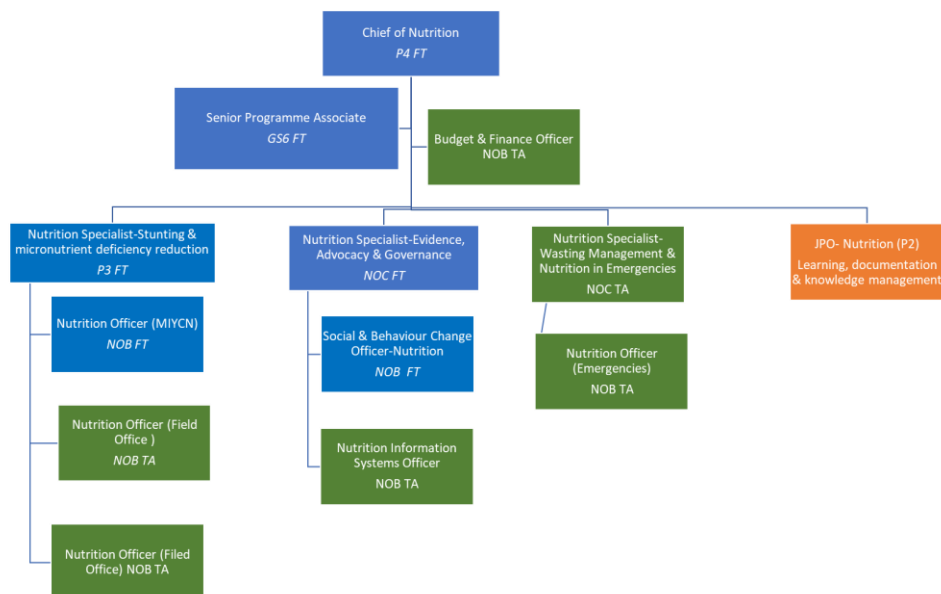 Chief of Nutrition
P4 FT
Senior Programme Associate
GS6 FT
Budget & Finance Officer
NOB TA
Nutrition Specialist-Stunting &
micronutrient deficiency reduction
P3 FT
Nutrition Specialist-Evidence,
Advocacy & Governance
NOC FT
Nutrition Specialist-
Wasting Management &
Nutrition in Emergencies
NOC TA
JPO- Nutrition (P2)
Learning, documentation
& knowledge management
Nutrition Officer (MIYCN)
NOB FT
Social & Behaviour Change
Officer-Nutrition
NOB FT
Nutrition Officer
(Emergencies)
NOB TA
Nutrition Officer (Field
Office )
NOB TA
Nutrition Information
Systems Officer
NOB TA
Nutrition Officer (Filed
Office) NOB TA